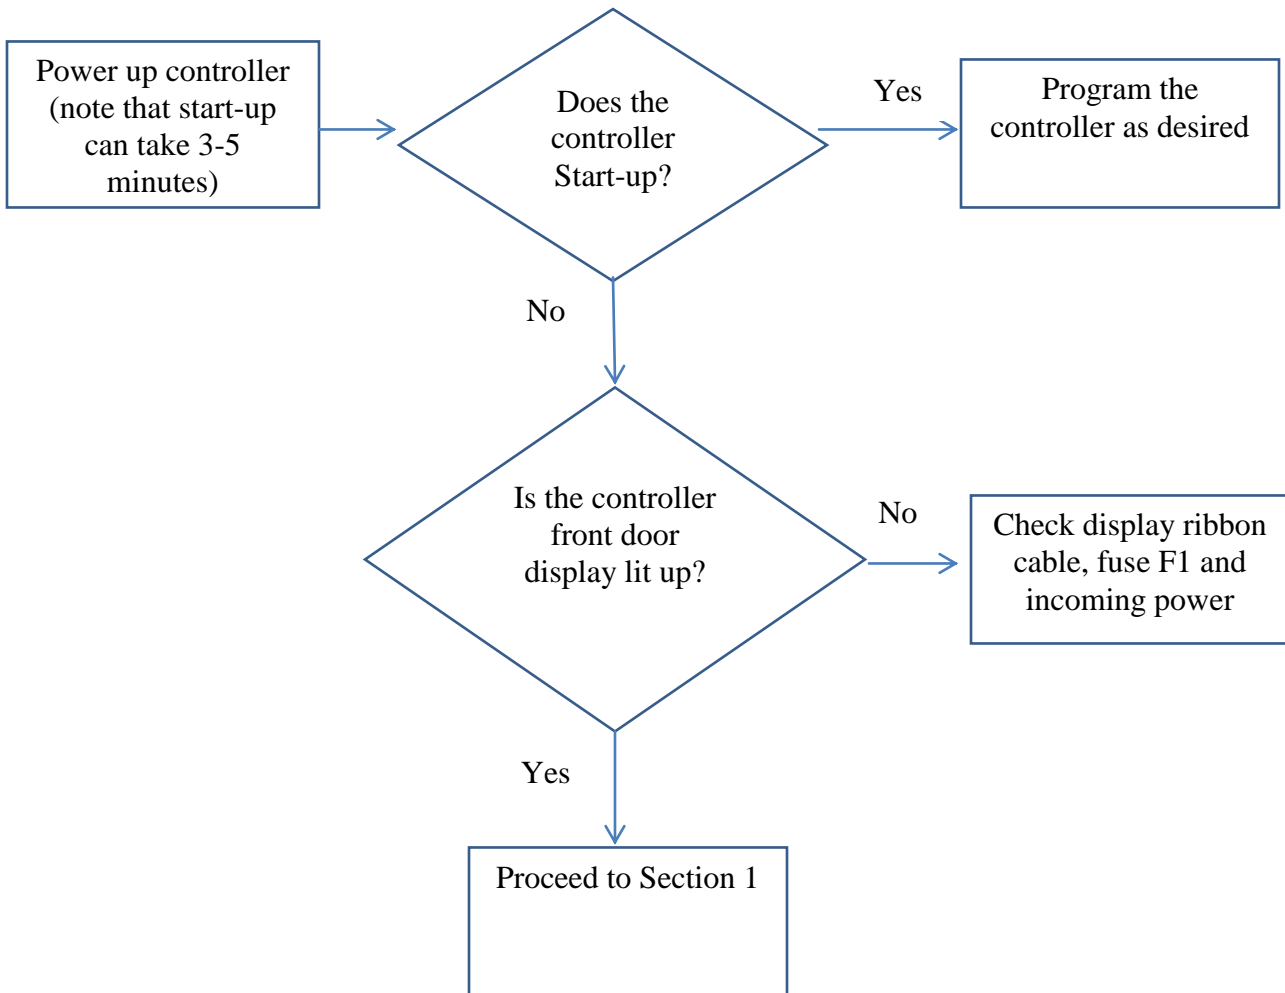 Power up controller
(note that start-up
can take 3-5
minutes)
Does the
controller
Start-up?
Yes
Program the
controller as desired
No
Is the controller
front door
display lit up?
No
Check display ribbon
cable, fuse F1 and
incoming power
Yes
Proceed to Section 1